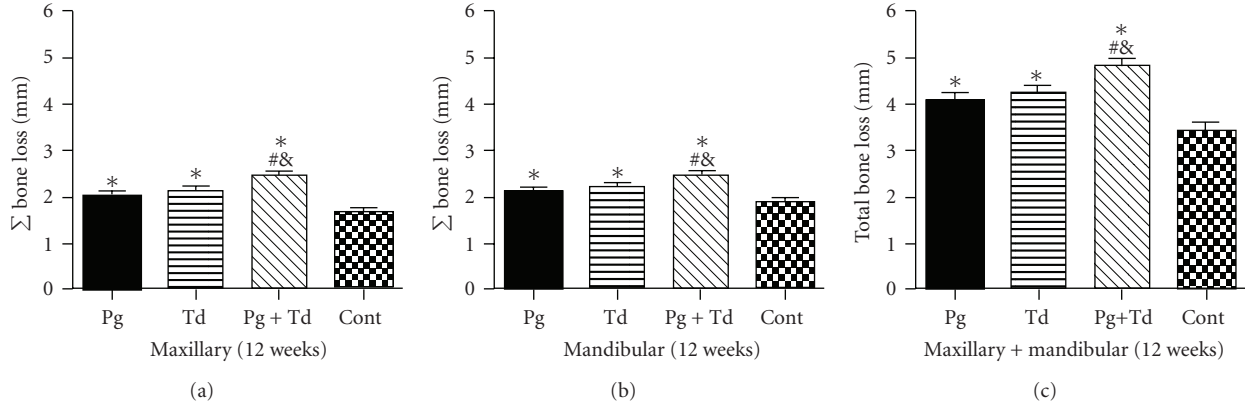 6
5
4
3
2
1
0
∑ bone loss (mm)
*
*
*
#&
Pg
Td
Pg + Td
Cont
Maxillary (12 weeks)
(a)
6
5
4
3
2
1
0
∑ bone loss (mm)
*
*
*
#&
Pg
Td
Pg + Td
Cont
Mandibular (12 weeks)
(b)
6
5
4
3
2
1
0
Total bone loss (mm)
*
*
*
#&
Pg
Td
Pg+Td
Cont
Maxillary + mandibular (12 weeks)
(c)